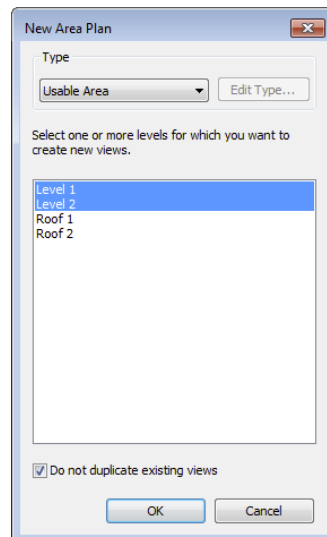 New Area Plan
Type
Usable Area
Edit Type...
Select one or more levels for which you want to
create new views.
Level 1
Level 2
Roof 1
Roof 2
Do not duplicate existing views
OK
Cancel